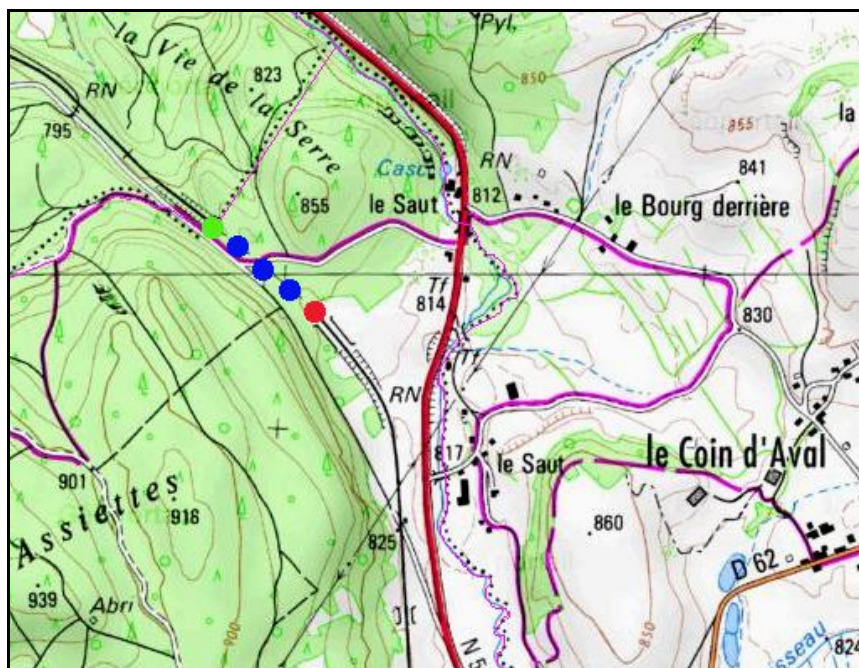 Pyl.
la Vie de la Serre
823
850
RN
855
la
795
RN
Casc
812
841
855
le Saut
le Bourg derrière
Tf
814
830
Tf
RN
817
le Saut
le Coin d'Aval
901
Assiettes
918
860
825
D 62
939
Abri
900
850
N 5
824